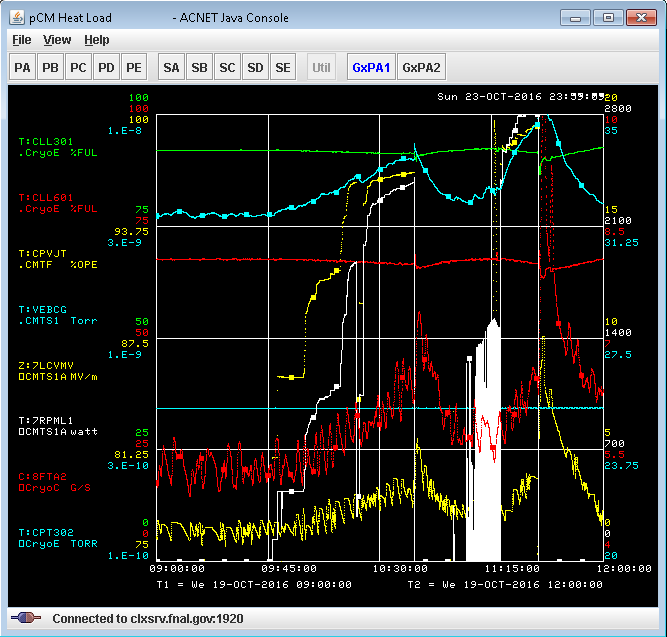 pCM Heat Load - ACNET Java Console
File View Help
PA PB PC PD PE SA SB SC SD SE Util GxPA1 GxPA2
Sun 23-OCT-2016
100
100
100
1.E-8
20
2800
10
35
T:CLL301
.CryoE %FUL
T:CLL601
.CryoE %FUL
75
75
93.75
3.E-9
15
2100
8.5
31.25
T:CPVJT
.CMTF %OPE
T:VEBCG
.CMTS1 Torr
50
50
87.5
1.E-9
10
1400
7
27.5
Z:7LCVMV
CMTS1A MV/m
T:7RPML1
CMTS1A watt
25
25
81.25
3.E-10
5
700
5.5
23.75
C:8FTA2
CryoC G/S
T:CPT302
CryoE TORR
0
0
75
1.E-10
0
0
4
20
09:00:00 09:45:00 10:30:00 11:15:00 12:00:00
T1 = We 19-OCT-2016 09:00:00 T2 = We 19-OCT-2016 12:00:00
Connected to clxsrv.fnal.gov:1920